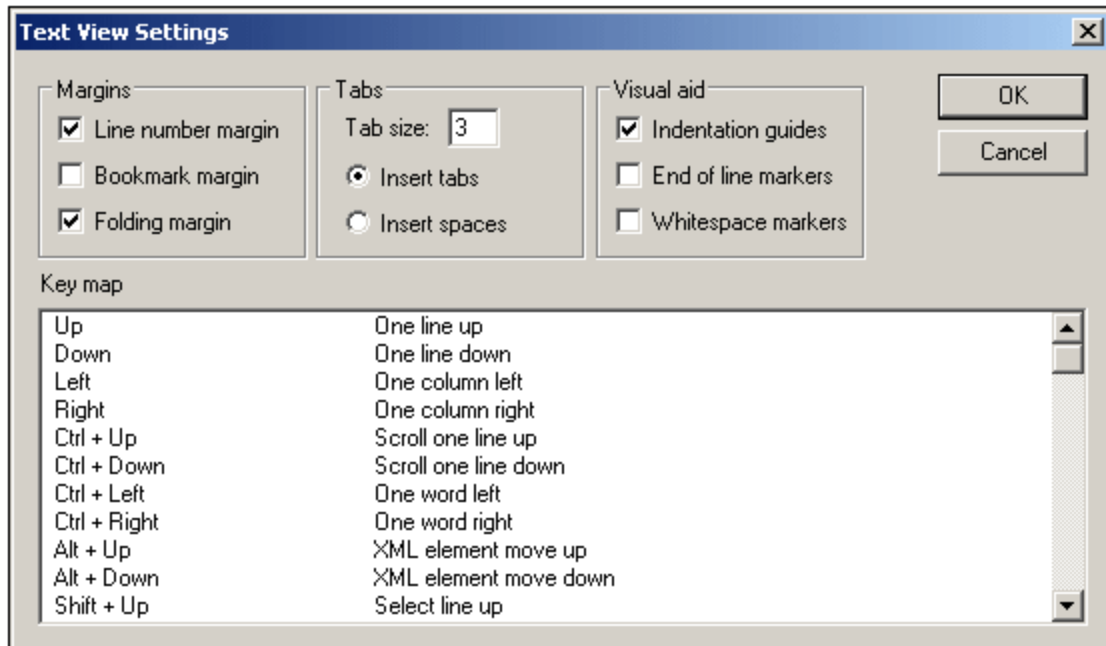 Text View Settings
Margins
Line number margin
Bookmark margin
Folding margin
Tabs
Tab size: 3
Insert tabs
Insert spaces
Visual aid
Indentation guides
End of line markers
Whitespace markers
OK
Cancel
Key map
Up One line up
Down One line down
Left One column left
Right One column right
Ctrl + Up Scroll one line up
Ctrl + Down Scroll one line down
Ctrl + Left One word left
Ctrl + Right One word right
Alt + Up XML element move up
Alt + Down XML element move down
Shift + Up Select line up